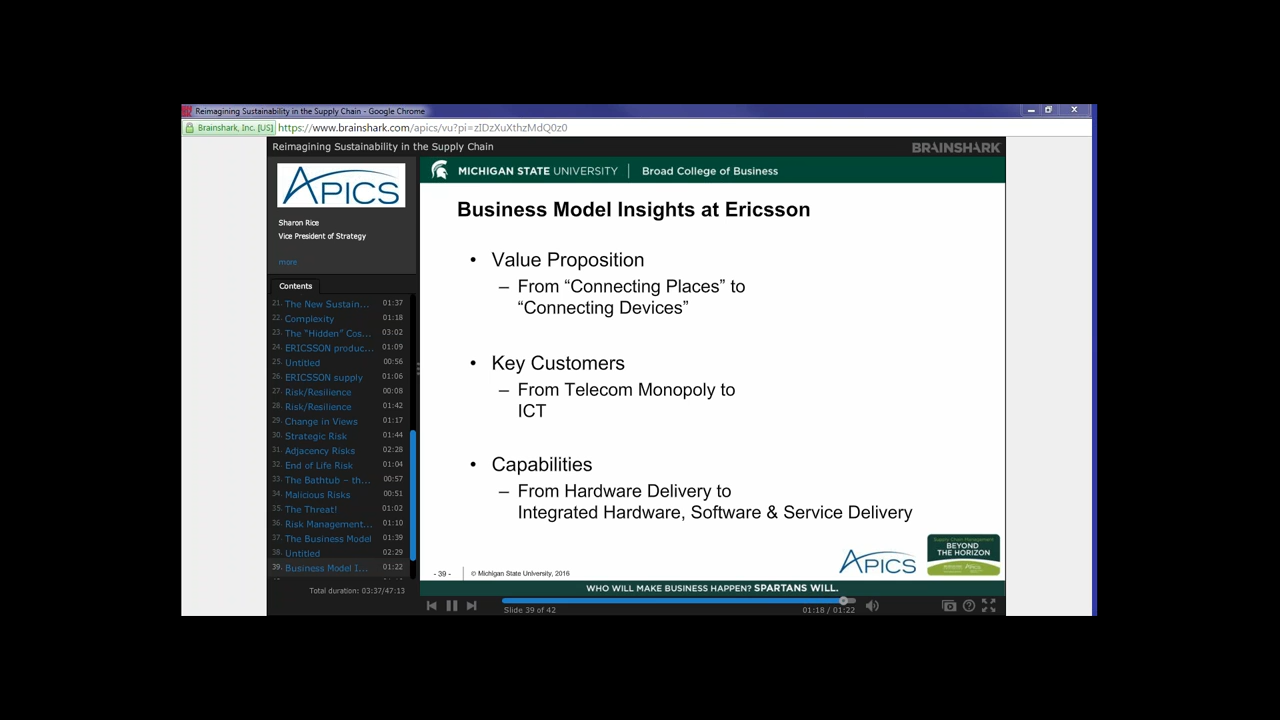 Reimagining Sustainability in the Supply Chain - Google Chrome
Brainshark, Inc. [US] https://www.brainshark.com/apics/vu?pi=zIDzXuXthzMdQ0z0
Reimagining Sustainability in the Supply Chain
BRAINSHARK
APICS
Sharon Rice
Vice President of Strategy
more
Contents
21. The New Sustain... 01:37
22. Complexity 01:18
23. The “Hidden” Cos... 03:02
24. ERICSSON produc... 01:09
25. Untitled 00:56
26. ERICSSON supply 01:06
27. Risk/Resilience 00:08
28. Risk/Resilience 01:42
29. Change in Views 01:17
30. Strategic Risk 01:44
31. Adjacency Risks 02:28
32. End of Life Risk 01:04
33. The Bathtub – th... 00:57
34. Malicious Risks 00:51
35. The Threat! 01:02
36. Risk Management... 01:10
37. The Business Model 01:39
38. Untitled 02:29
39. Business Model I... 01:22
Total duration: 03:37/47:13
MICHIGAN STATE UNIVERSITY | Broad College of Business
Business Model Insights at Ericsson
• Value Proposition
– From “Connecting Places” to
“Connecting Devices”
• Key Customers
– From Telecom Monopoly to
ICT
• Capabilities
– From Hardware Delivery to
Integrated Hardware, Software & Service Delivery
APICS
Supply Chain Management
BEYOND
THE HORIZON
- 39 - © Michigan State University, 2016
WHO WILL MAKE BUSINESS HAPPEN? SPARTANS WILL.
Slide 39 of 42
01:18 / 01:22